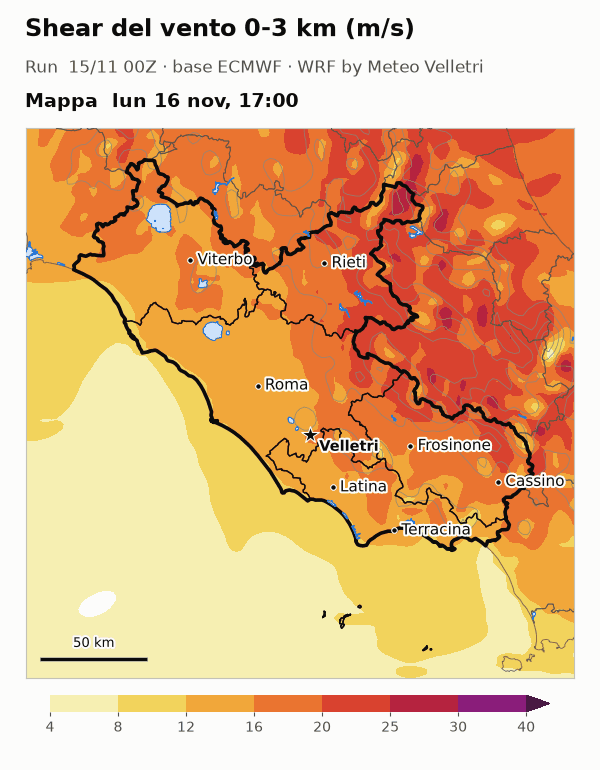 Shear del vento 0-3 km (m/s)
Run 15/11 00Z · base ECMWF · WRF by Meteo Velletri
Mappa lun 16 nov, 17:00
Viterbo
Rieti
Roma
Velletri
Frosinone
Latina
Cassino
Terracina
50 km
4 8 12 16 20 25 30 40